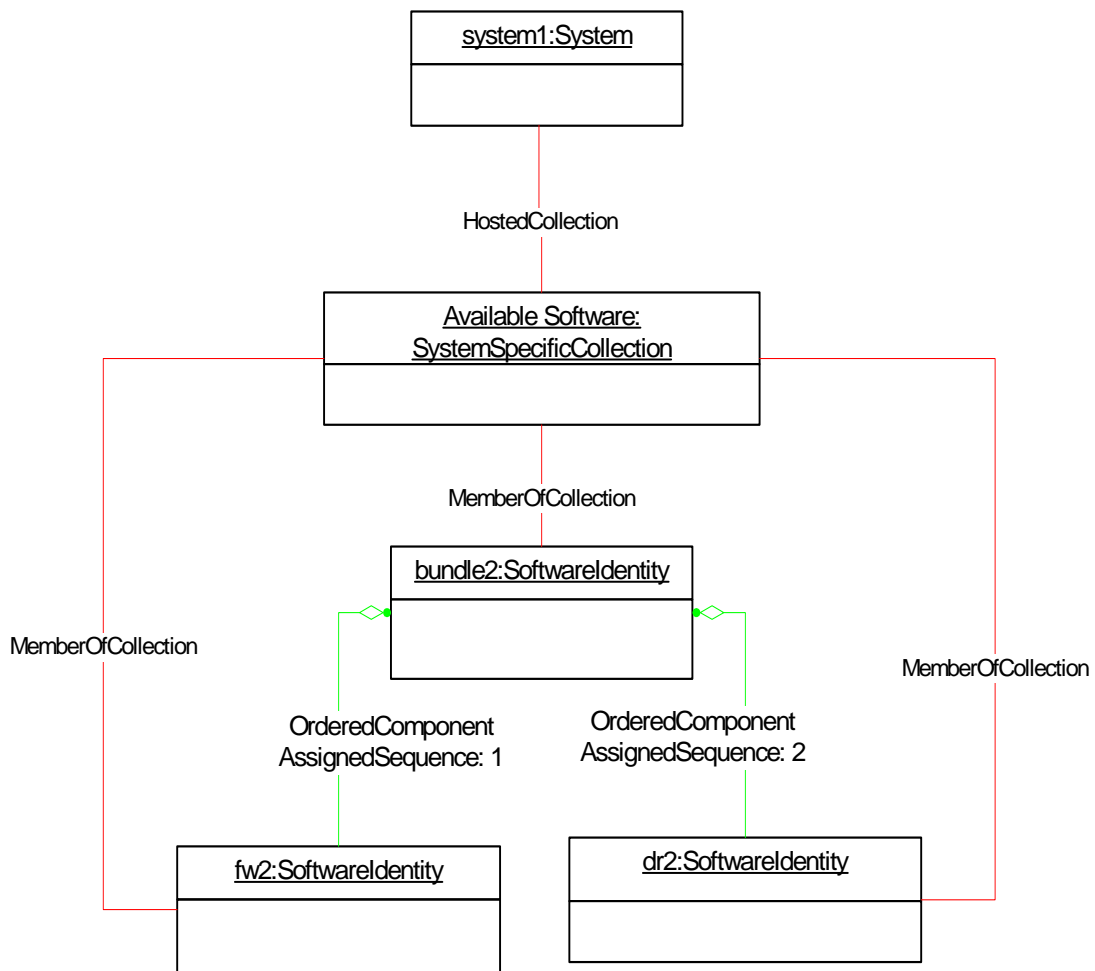 system1:System
HostedCollection
Available Software:
SystemSpecificCollection
MemberOfCollection
bundle2:SoftwareIdentity
MemberOfCollection
MemberOfCollection
OrderedComponent
AssignedSequence: 1
OrderedComponent
AssignedSequence: 2
fw2:SoftwareIdentity
dr2:SoftwareIdentity